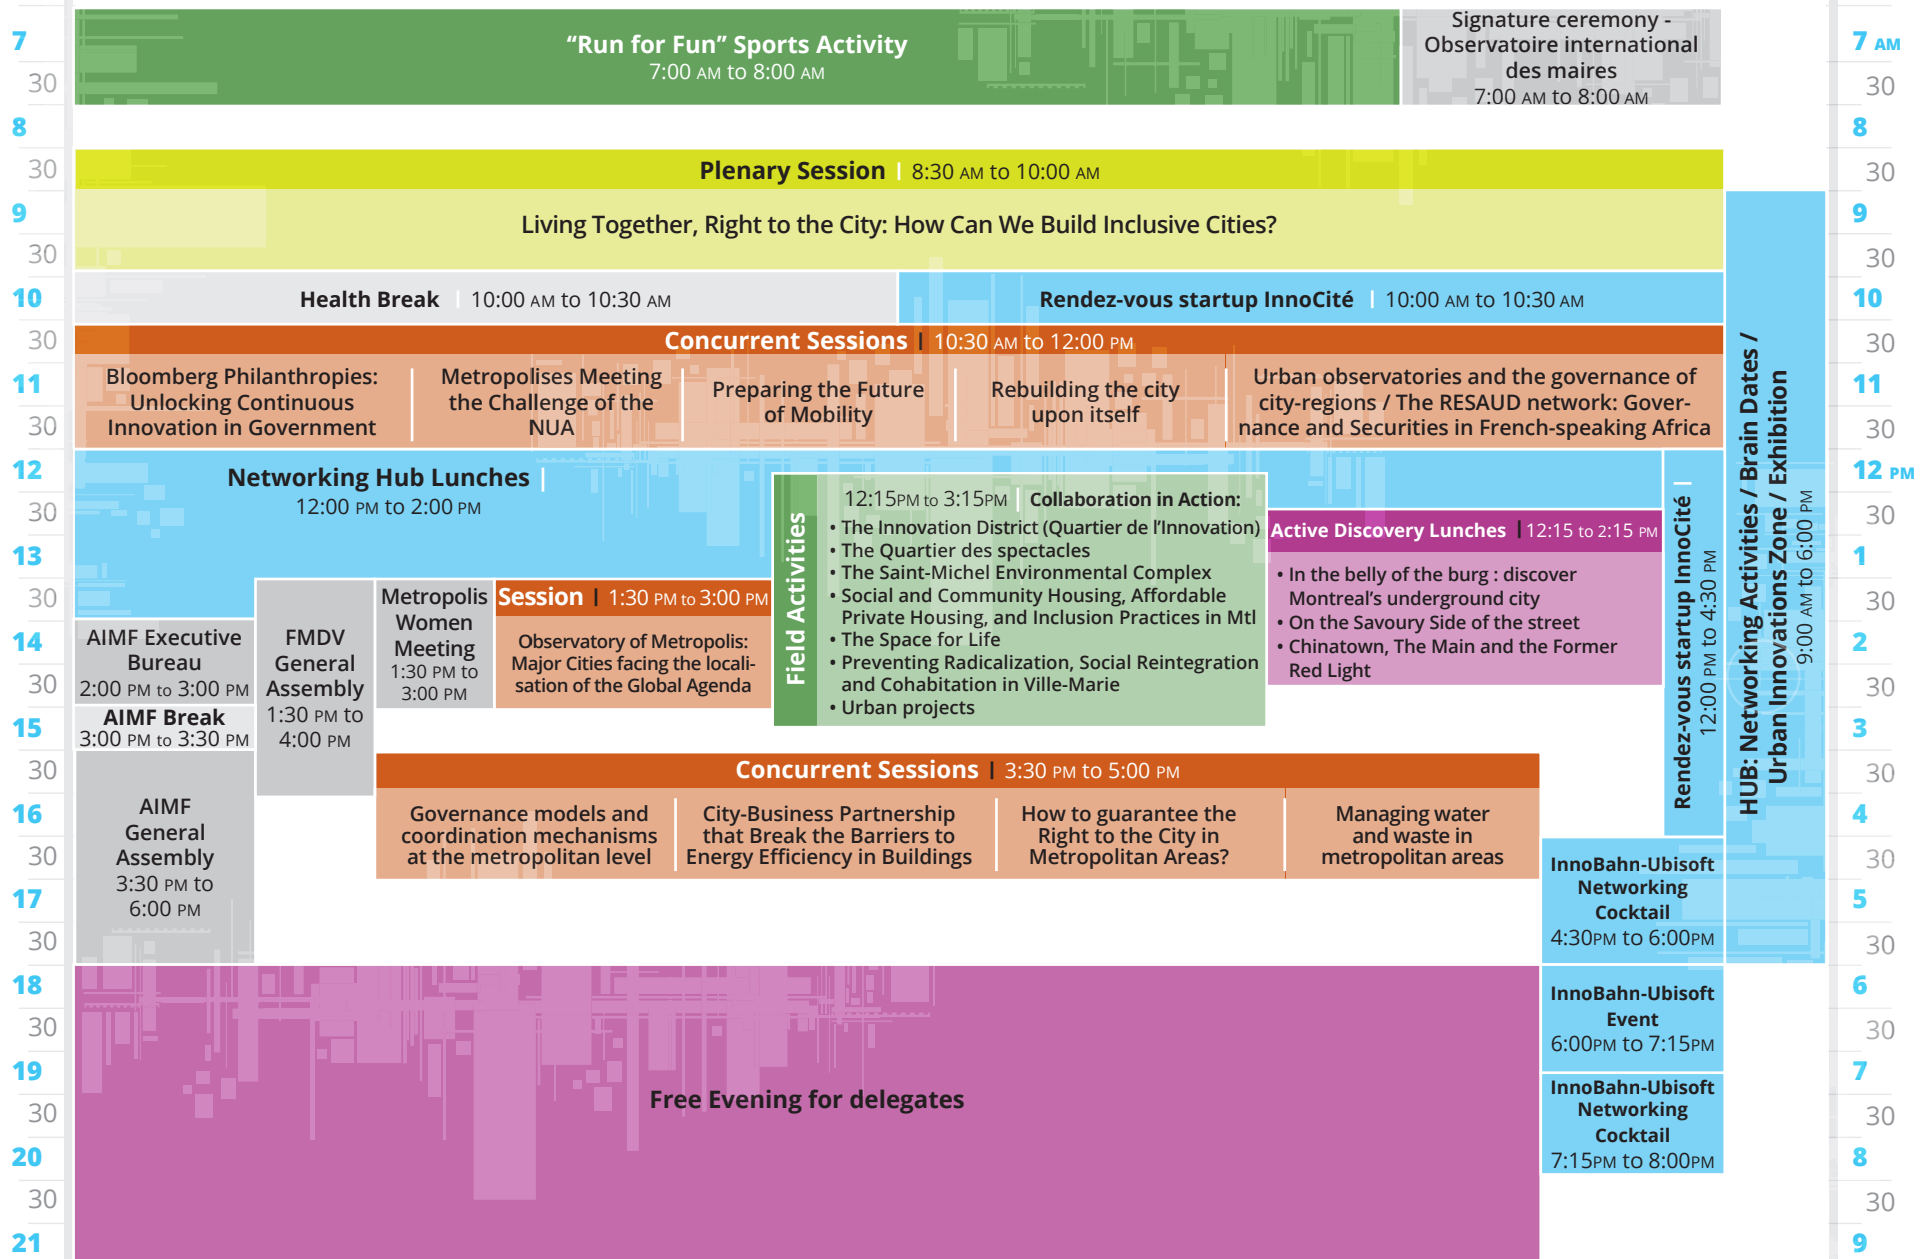 7
30
8
30
9
30
10
30
11
30
12
30
13
30
14
30
15
30
16
30
17
30
18
30
19
30
20
30
21
“Run for Fun” Sports Activity
7:00 AM to 8:00 AM
Signature ceremony -
Observatoire international
des maires
7:00 AM to 8:00 AM
Plenary Session | 8:30 AM to 10:00 AM
Living Together, Right to the City: How Can We Build Inclusive Cities?
Health Break | 10:00 AM to 10:30 AM
Rendez-vous startup InnoCité | 10:00 AM to 10:30 AM
Concurrent Sessions | 10:30 AM to 12:00 PM
Bloomberg Philanthropies:
Unlocking Continuous
Innovation in Government
Metropolises Meeting
the Challenge of the
NUA
Preparing the Future
of Mobility
Rebuilding the city
upon itself
Urban observatories and the governance of
city-regions / The RESAUD network: Gover-
nance and Securities in French-speaking Africa
Networking Hub Lunches |
12:00 PM to 2:00 PM
Field Activities
12:15PM to 3:15PM | Collaboration in Action:
• The Innovation District (Quartier de l’Innovation)
• The Quartier des spectacles
• The Saint-Michel Environmental Complex
• Social and Community Housing, Affordable
Private Housing, and Inclusion Practices in Mtl
• The Space for Life
• Preventing Radicalization, Social Reintegration
and Cohabitation in Ville-Marie
• Urban projects
Active Discovery Lunches | 12:15 to 2:15 PM
• In the belly of the burg : discover
Montreal’s underground city
• On the Savoury Side of the street
• Chinatown, The Main and the Former
Red Light
Rendez-vous startup InnoCité |
12:00 PM to 4:30 PM
HUB: Networking Activities / Brain Dates /
Urban Innovations Zone / Exhibition
9:00 AM to 6:00 PM
AIMF Executive
Bureau
2:00 PM to 3:00 PM
AIMF Break
3:00 PM to 3:30 PM
AIMF
General
Assembly
3:30 PM to
6:00 PM
FMDV
General
Assembly
1:30 PM to
4:00 PM
Metropolis
Women
Meeting
1:30 PM to
3:00 PM
Session | 1:30 PM to 3:00 PM
Observatory of Metropolis:
Major Cities facing the locali-
sation of the Global Agenda
Concurrent Sessions | 3:30 PM to 5:00 PM
Governance models and
coordination mechanisms
at the metropolitan level
City-Business Partnership
that Break the Barriers to
Energy Efficiency in Buildings
How to guarantee the
Right to the City in
Metropolitan Areas?
Managing water
and waste in
metropolitan areas
InnoBahn-Ubisoft
Networking
Cocktail
4:30PM to 6:00PM
InnoBahn-Ubisoft
Event
6:00PM to 7:15PM
InnoBahn-Ubisoft
Networking
Cocktail
7:15PM to 8:00PM
Free Evening for delegates
7 AM
30
8
30
9
30
10
30
11
30
12 PM
30
1
30
2
30
3
30
4
30
5
30
6
30
7
30
8
30
9